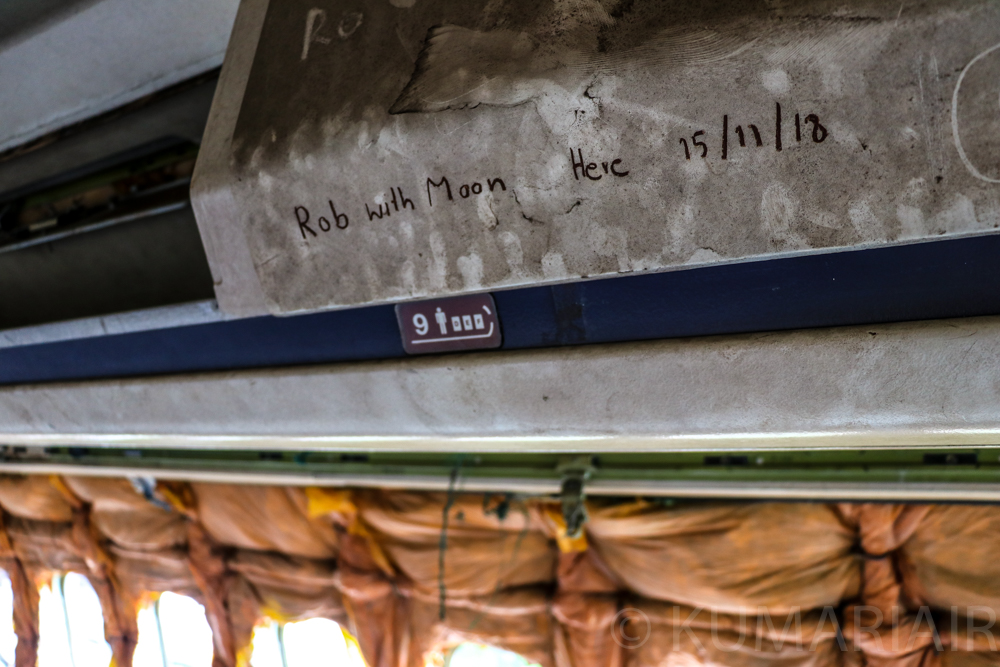 Ro
Rob with Moon Here 15/11/18
9
© KUMARIAIR